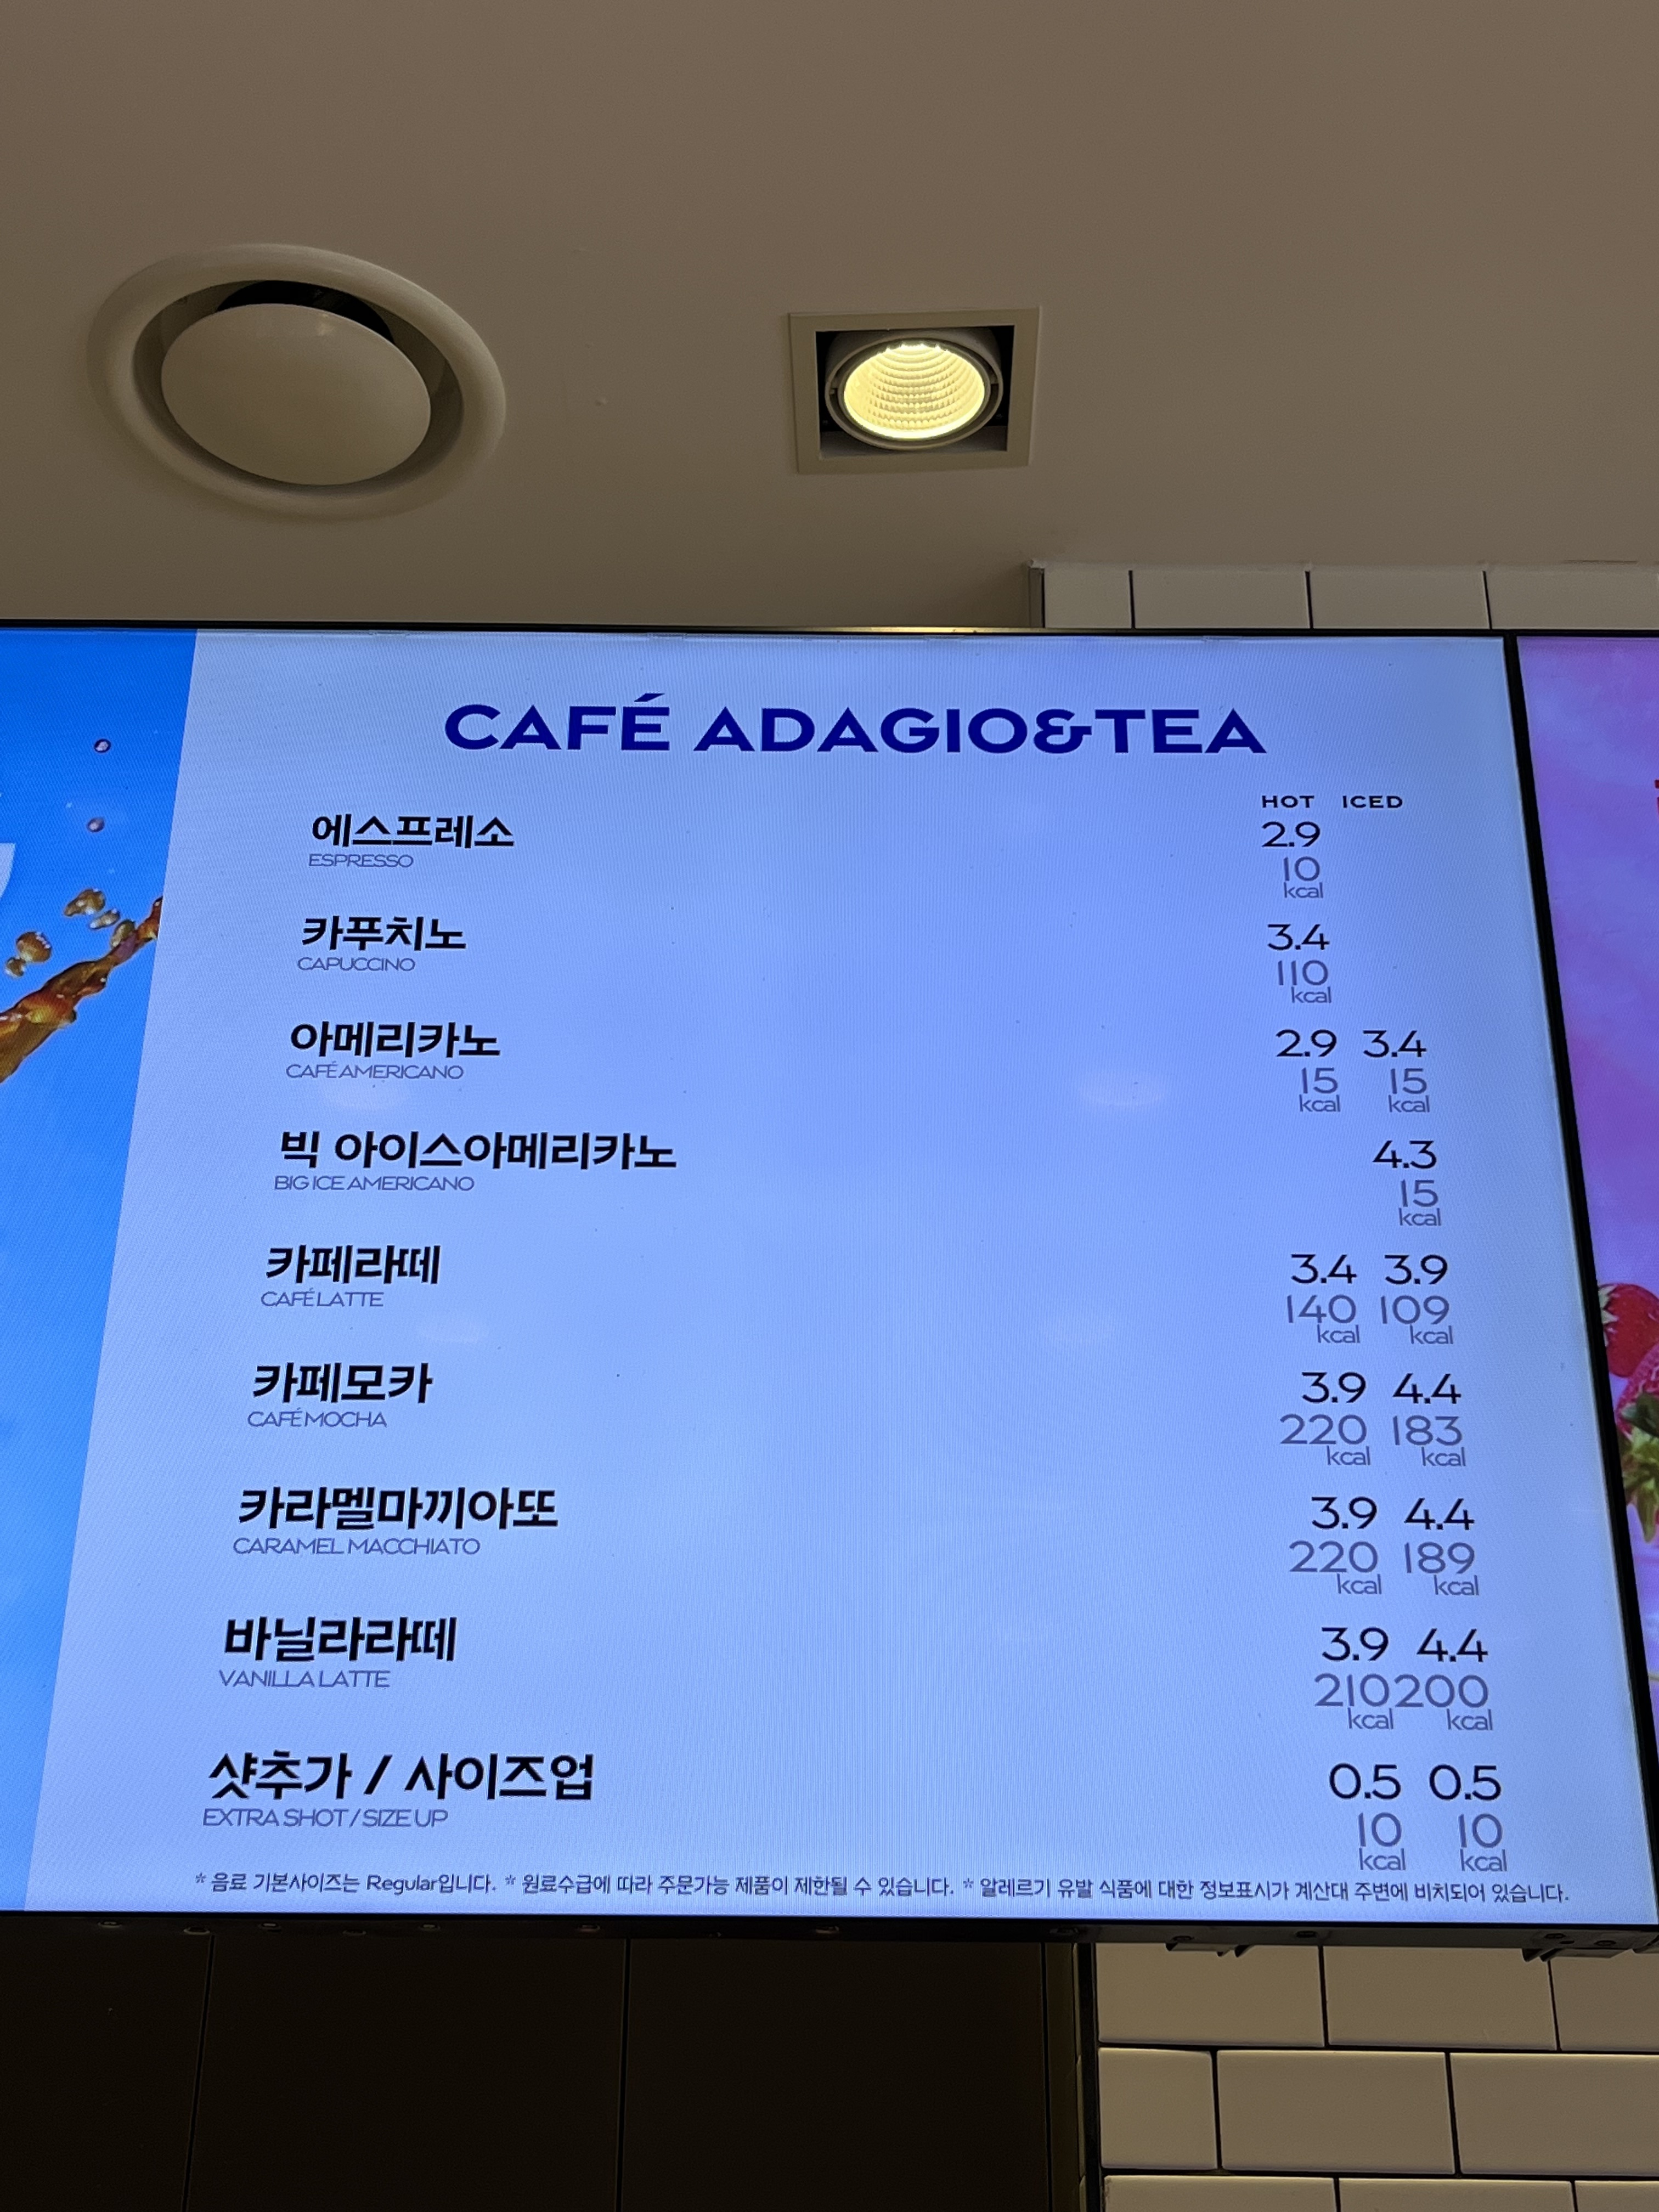 CAFÉ ADAGIO&TEA
HOT ICED
에스프레소 2.9
ESPRESSO 10
kcal
카푸치노 3.4
CAPUCCINO 110
kcal
아메리카노 2.9 3.4
CAFÉ AMERICANO 15 15
kcal kcal
빅 아이스아메리카노 4.3
BIG ICE AMERICANO 15
kcal
카페라떼 3.4 3.9
CAFÉ LATTE 140 109
kcal kcal
카페모카 3.9 4.4
CAFÉ MOCHA 220 183
kcal kcal
카라멜마끼아또 3.9 4.4
CARAMEL MACCHIATO 220 189
kcal kcal
바닐라라떼 3.9 4.4
VANILLA LATTE 210 200
kcal kcal
샷추가 / 사이즈업 0.5 0.5
EXTRA SHOT / SIZE UP 10 10
kcal kcal
* 음료 기본사이즈는 Regular입니다. * 원료수급에 따라 주문가능 제품이 제한될 수 있습니다. * 알레르기 유발 식품에 대한 정보표시가 계산대 주변에 비치되어 있습니다.